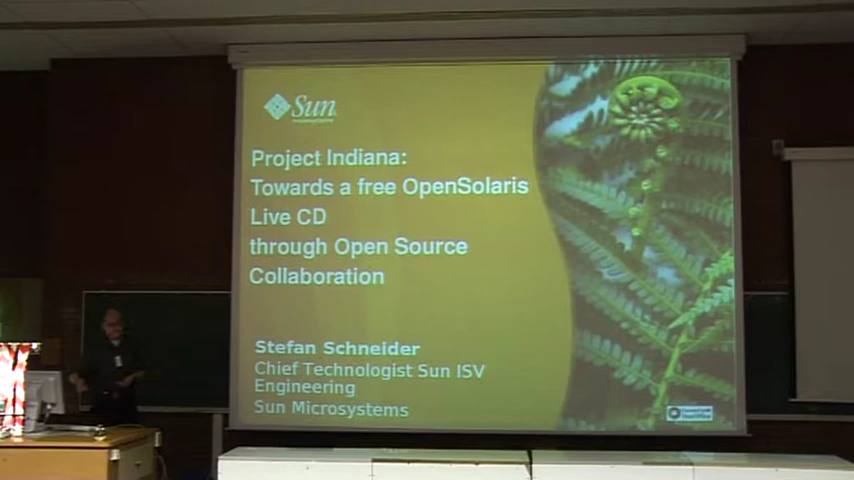 Sun
Project Indiana:
Towards a free OpenSolaris
Live CD
through Open Source
Collaboration
Stefan Schneider
Chief Technologist Sun ISV
Engineering
Sun Microsystems